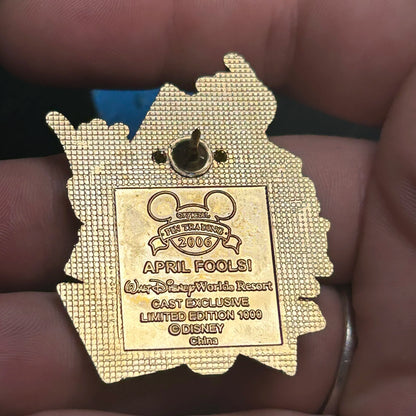 OFFICIAL
PIN TRADING
2006
APRIL FOOLS!
Walt Disney World® Resort
CAST EXCLUSIVE
LIMITED EDITION 1000
© DISNEY
China